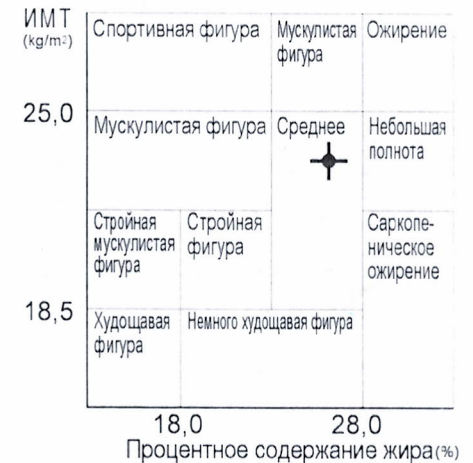 ИМТ
(kg/m²)
Спортивная фигура
Мускулистая
фигура
Ожирение
25,0
Мускулистая фигура
Среднее
Небольшая
полнота
Стройная
мускулистая
фигура
Стройная
фигура
Саркопе-
ническое
ожирение
18,5
Худощавая
фигура
Немного худощавая фигура
18,0
28,0
Процентное содержание жира(%)